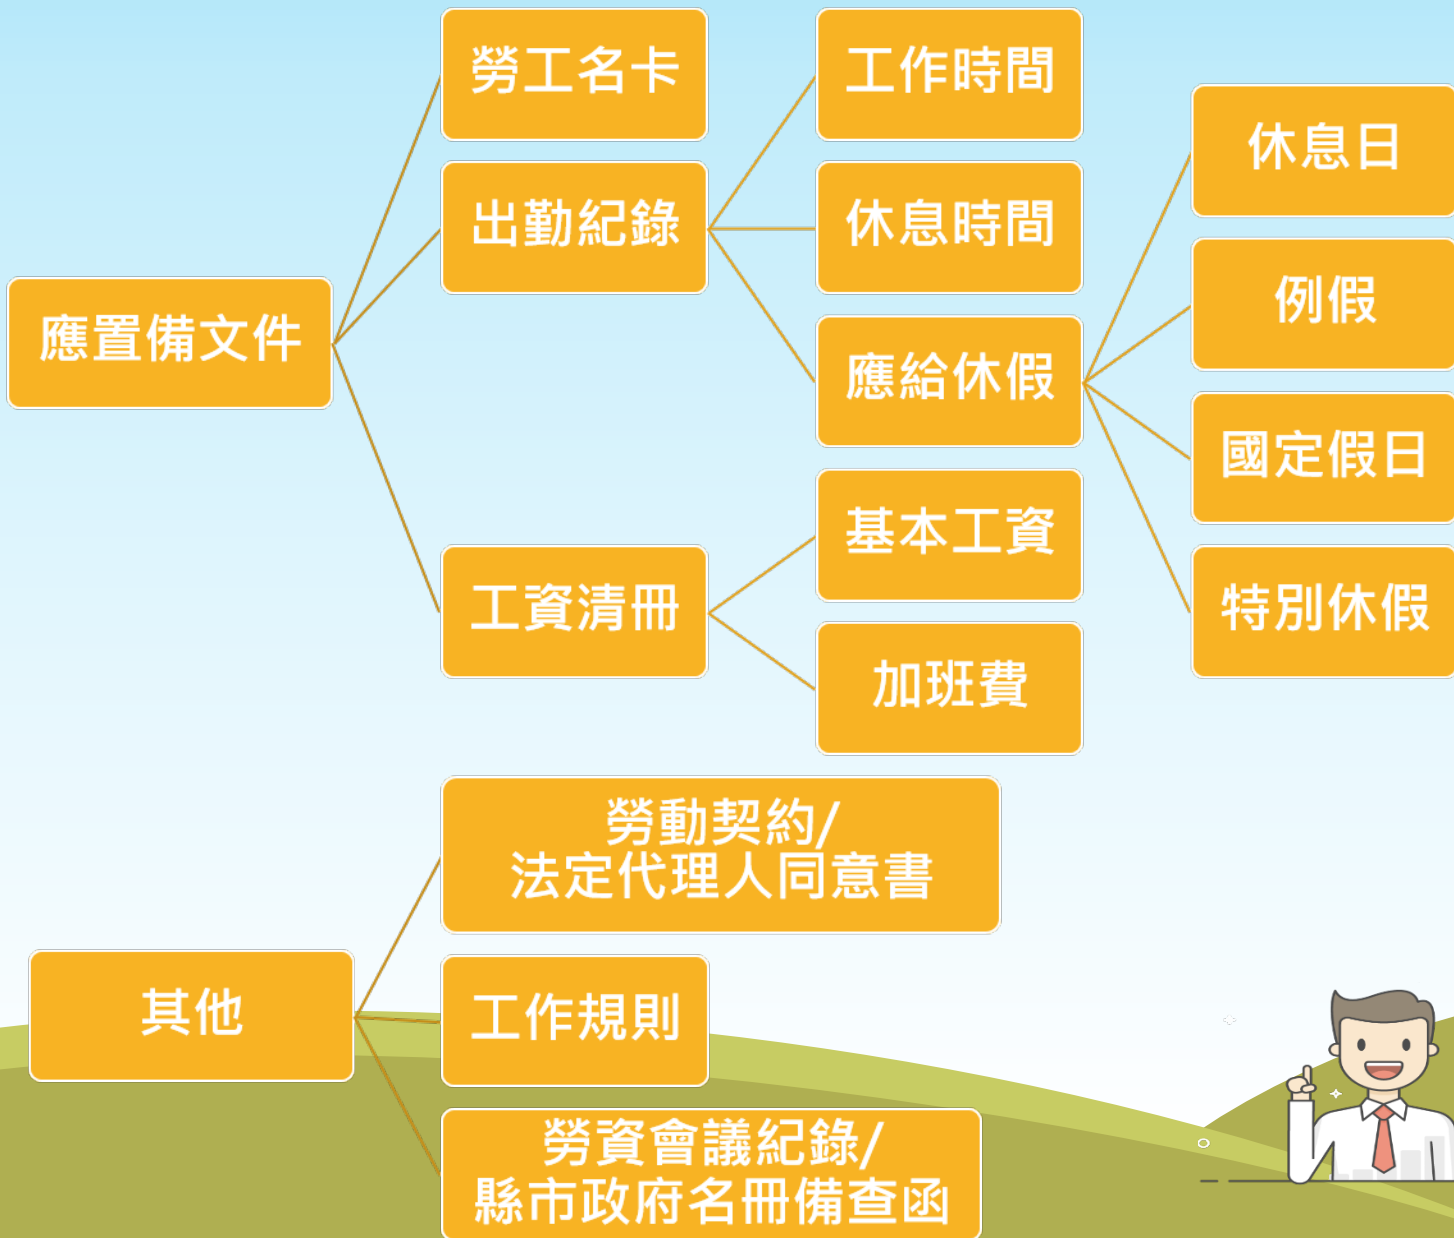 應置備文件
勞工名卡
出勤紀錄
工資清冊
工作時間
休息時間
應給休假
基本工資
加班費
休息日
例假
國定假日
特別休假
其他
勞動契約/
法定代理人同意書
工作規則
勞資會議紀錄/
縣市政府名冊備查函